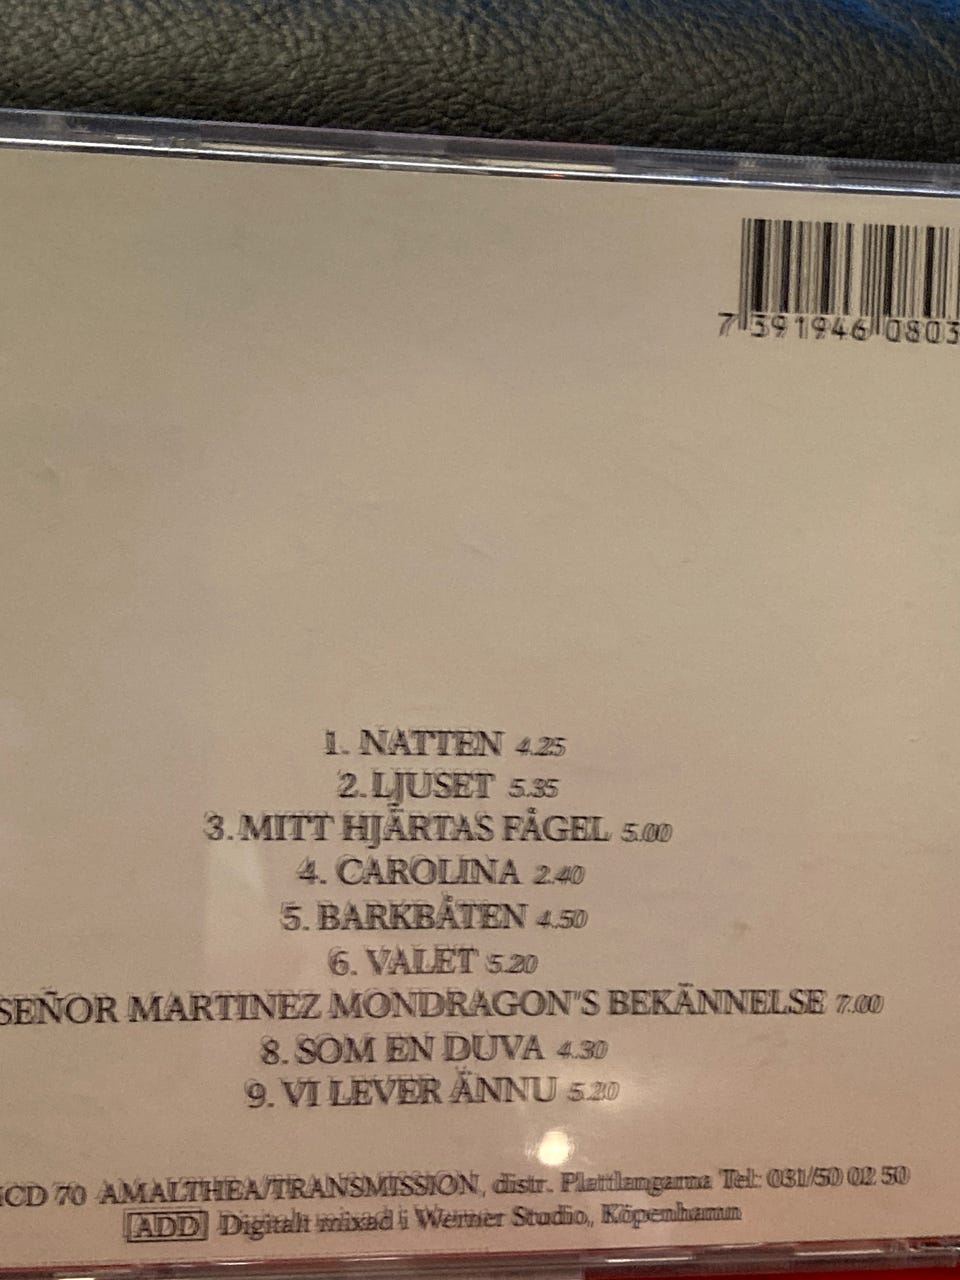 7 391946 0803
1. NATTEN 4.25
2. LJUSET 5.35
3. MITT HJÄRTAS FÅGEL 5.00
4. CAROLINA 2.40
5. BARKBÅTEN 4.50
6. VALET 5.20
SEÑOR MARTINEZ MONDRAGON'S BEKÄNNELSE 7.00
8. SOM EN DUVA 4.30
9. VI LEVER ÄNNU 5.20
CD 70 AMALTHEA/TRANSMISSION, distr. Plattlangarna Tel: 031/50 02 50
ADD Digitalt mixad i Werner Studio, Köpenhamn